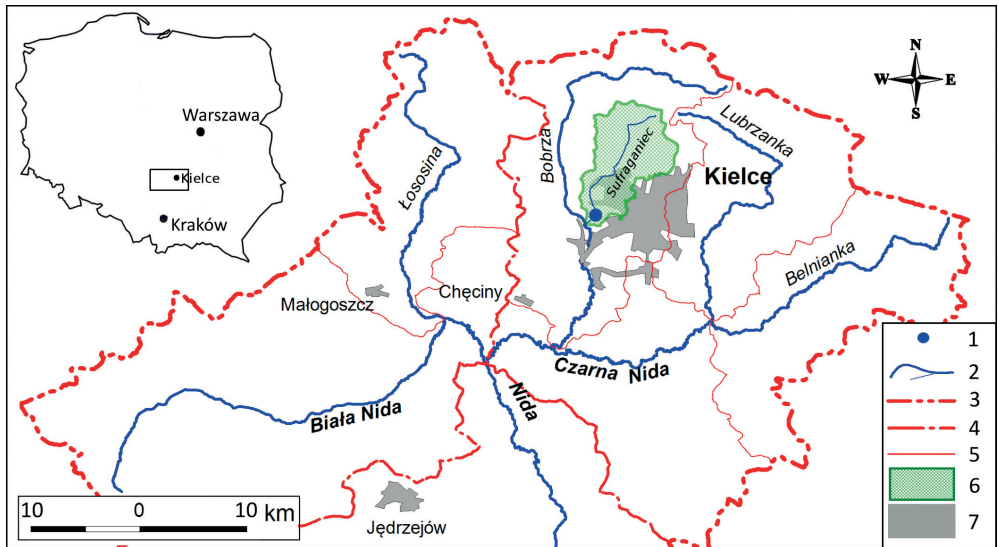 Warszawa
Kielce
Kraków
N
W E
S
Łososina
Bobrza
Sufraganiec
Lubrzanka
Kielce
Belnianka
Małogoszcz
Chęciny
Czarna Nida
Biała Nida
Nida
Jędrzejów
10 0 10 km
1
2
3
4
5
6
7